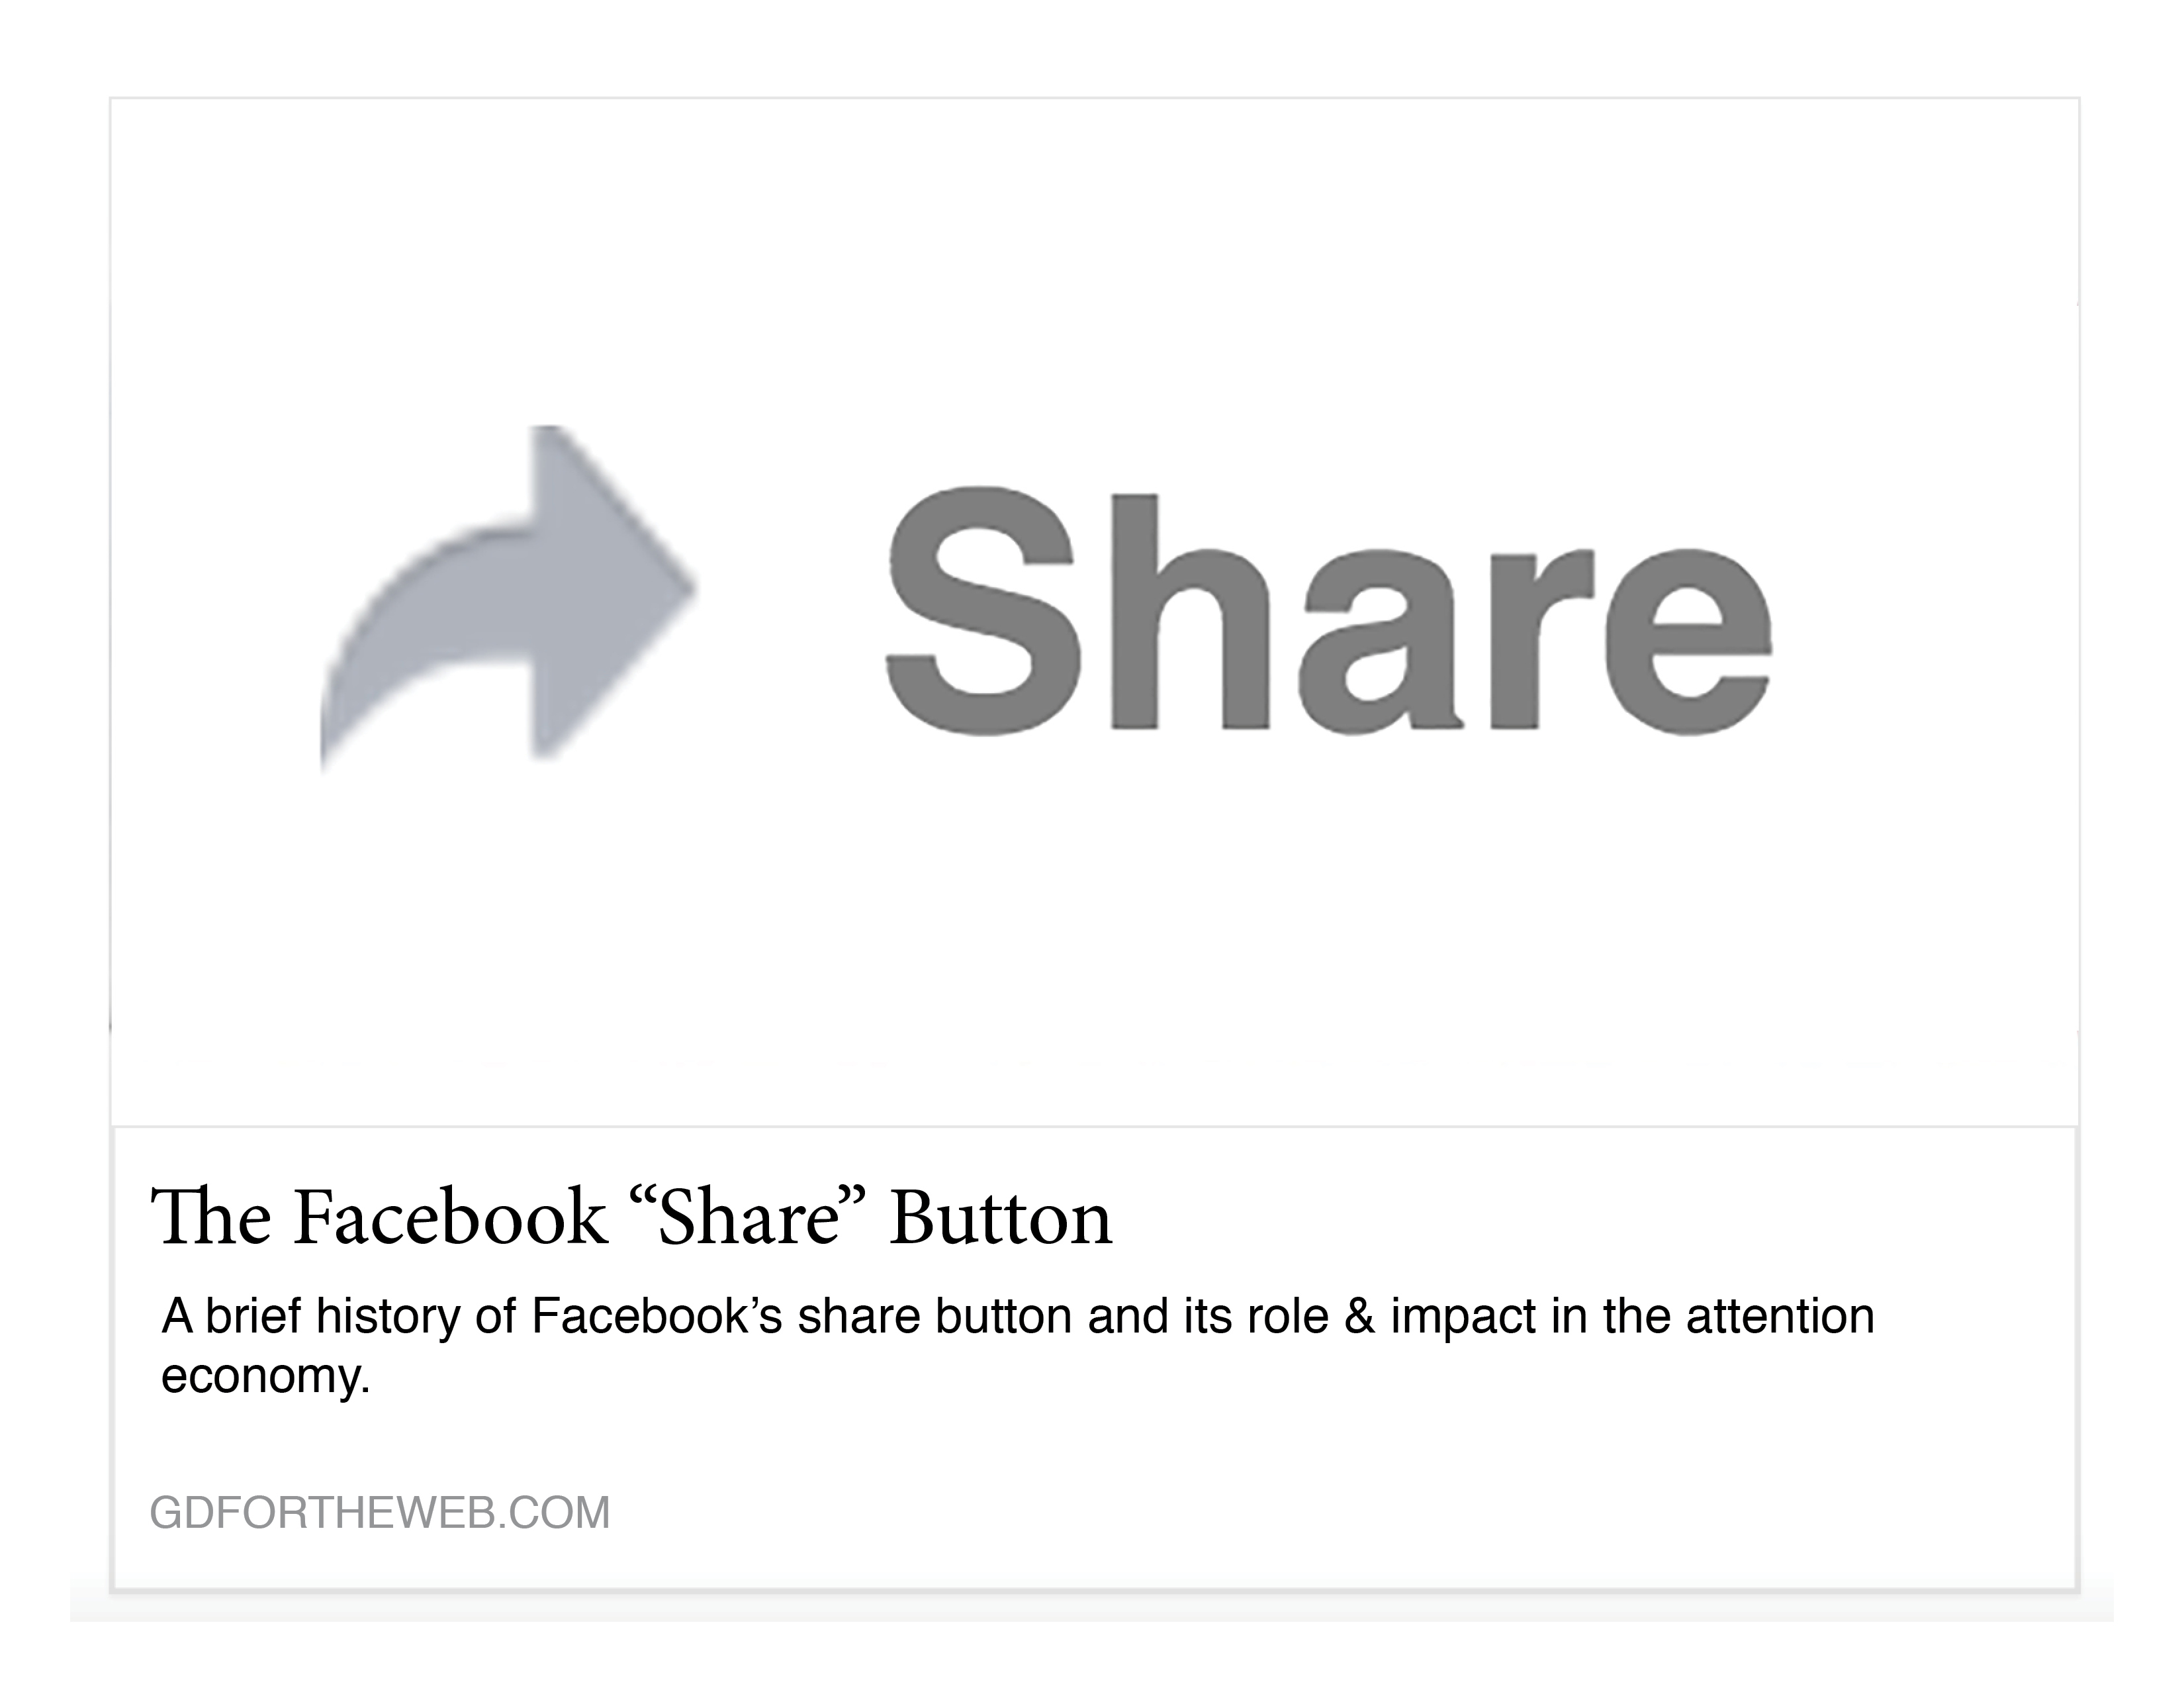 Share
The Facebook “Share” Button
A brief history of Facebook’s share button and its role & impact in the attention
economy.
GDFORTHEWEB.COM